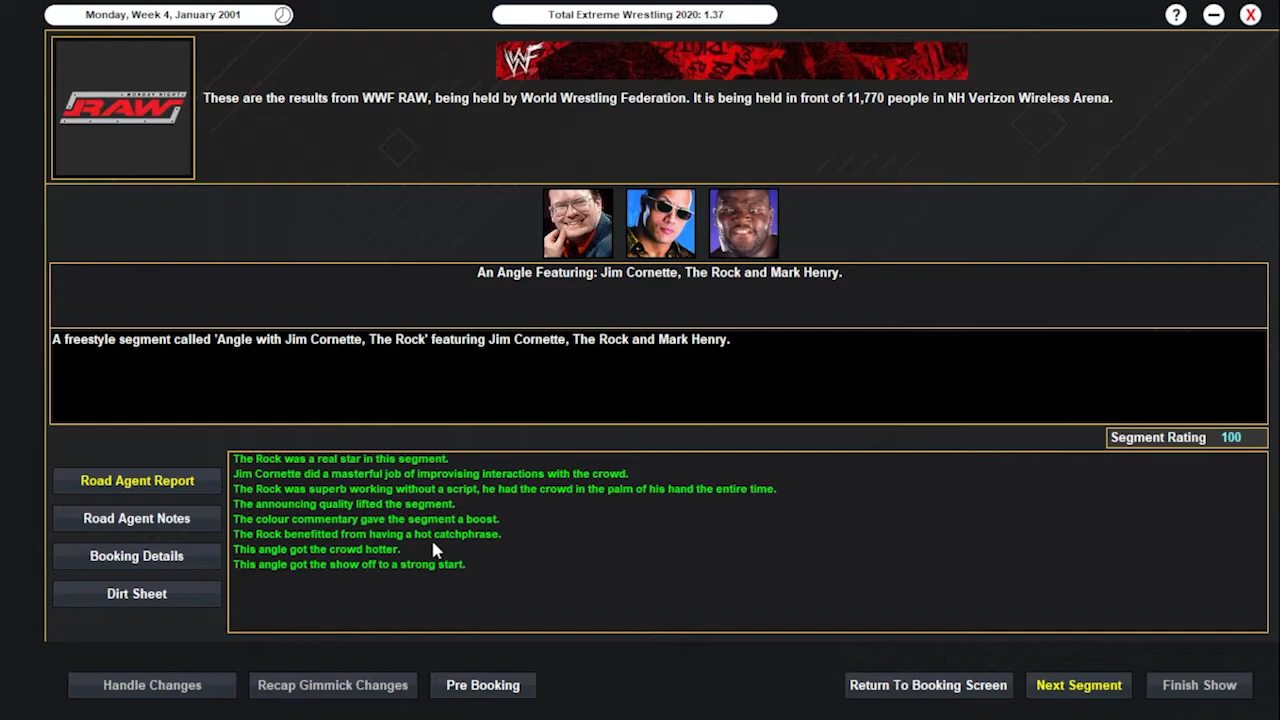 Monday, Week 4, January 2001
Total Extreme Wrestling 2020: 1.37
?
X
WF
MONDAY NIGHT
RAW
These are the results from WWF RAW, being held by World Wrestling Federation. It is being held in front of 11,770 people in NH Verizon Wireless Arena.
An Angle Featuring: Jim Cornette, The Rock and Mark Henry.
A freestyle segment called 'Angle with Jim Cornette, The Rock' featuring Jim Cornette, The Rock and Mark Henry.
Segment Rating 100
Road Agent Report
Road Agent Notes
Booking Details
Dirt Sheet
The Rock was a real star in this segment.
Jim Cornette did a masterful job of improvising interactions with the crowd.
The Rock was superb working without a script, he had the crowd in the palm of his hand the entire time.
The announcing quality lifted the segment.
The colour commentary gave the segment a boost.
The Rock benefitted from having a hot catchphrase.
This angle got the crowd hotter.
This angle got the show off to a strong start.
Handle Changes
Recap Gimmick Changes
Pre Booking
Return To Booking Screen
Next Segment
Finish Show